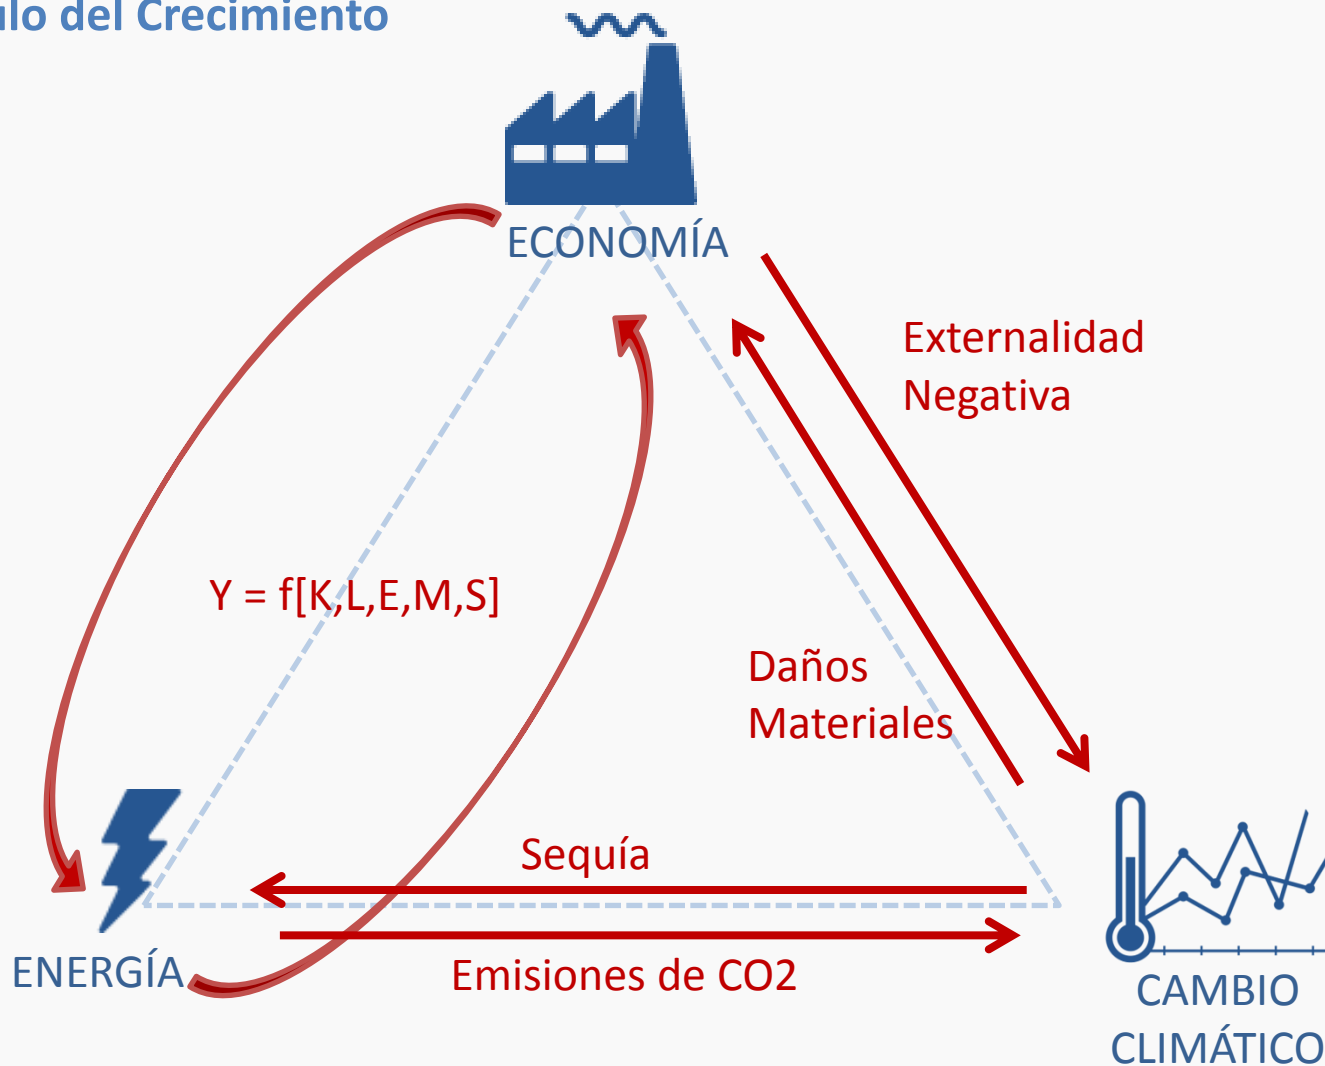 ulo del Crecimiento
ECONOMÍA
Externalidad
Negativa
Y = f[K,L,E,M,S]
Daños
Materiales
Sequía
ENERGÍA
Emisiones de CO2
CAMBIO
CLIMÁTICO